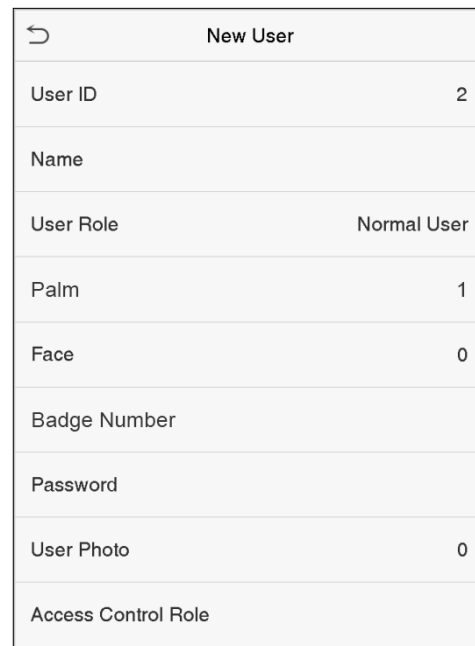 New User
User ID 2
Name
User Role Normal User
Palm 1
Face 0
Badge Number
Password
User Photo 0
Access Control Role